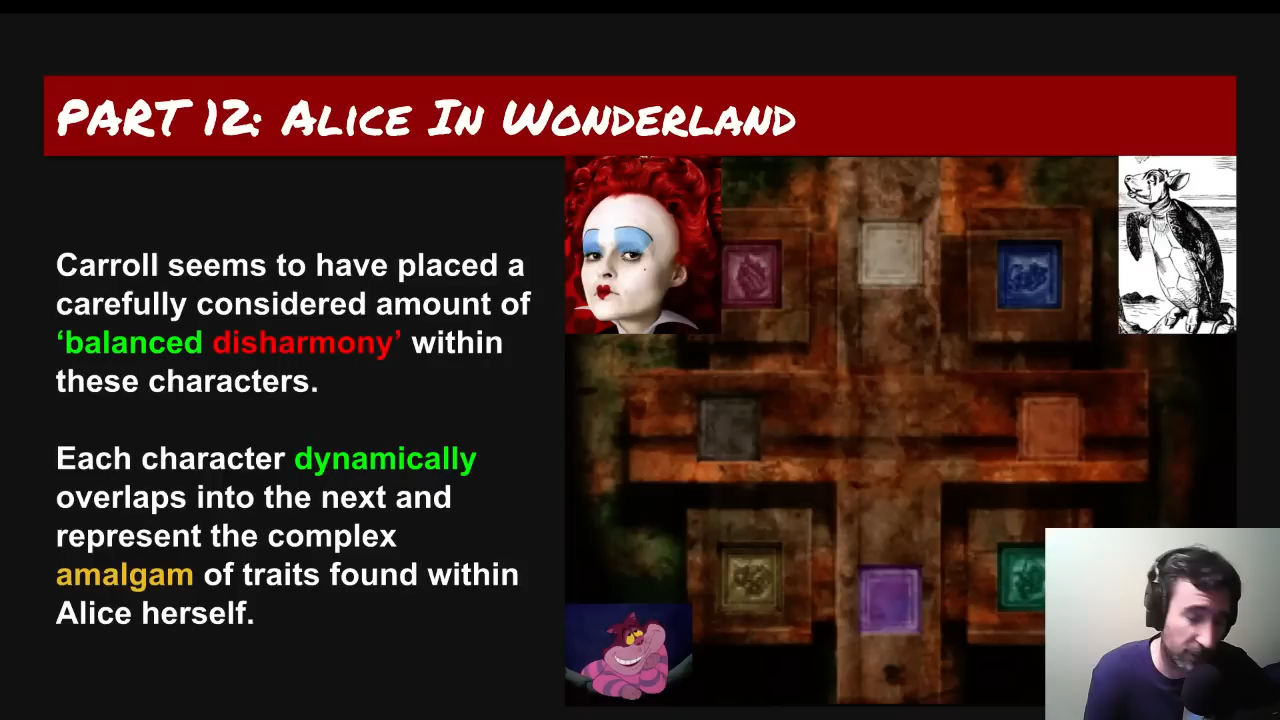 PART 12: ALICE IN WONDERLAND
Carroll seems to have placed a
carefully considered amount of
‘balanced disharmony’ within
these characters.
Each character dynamically
overlaps into the next and
represent the complex
amalgam of traits found within
Alice herself.